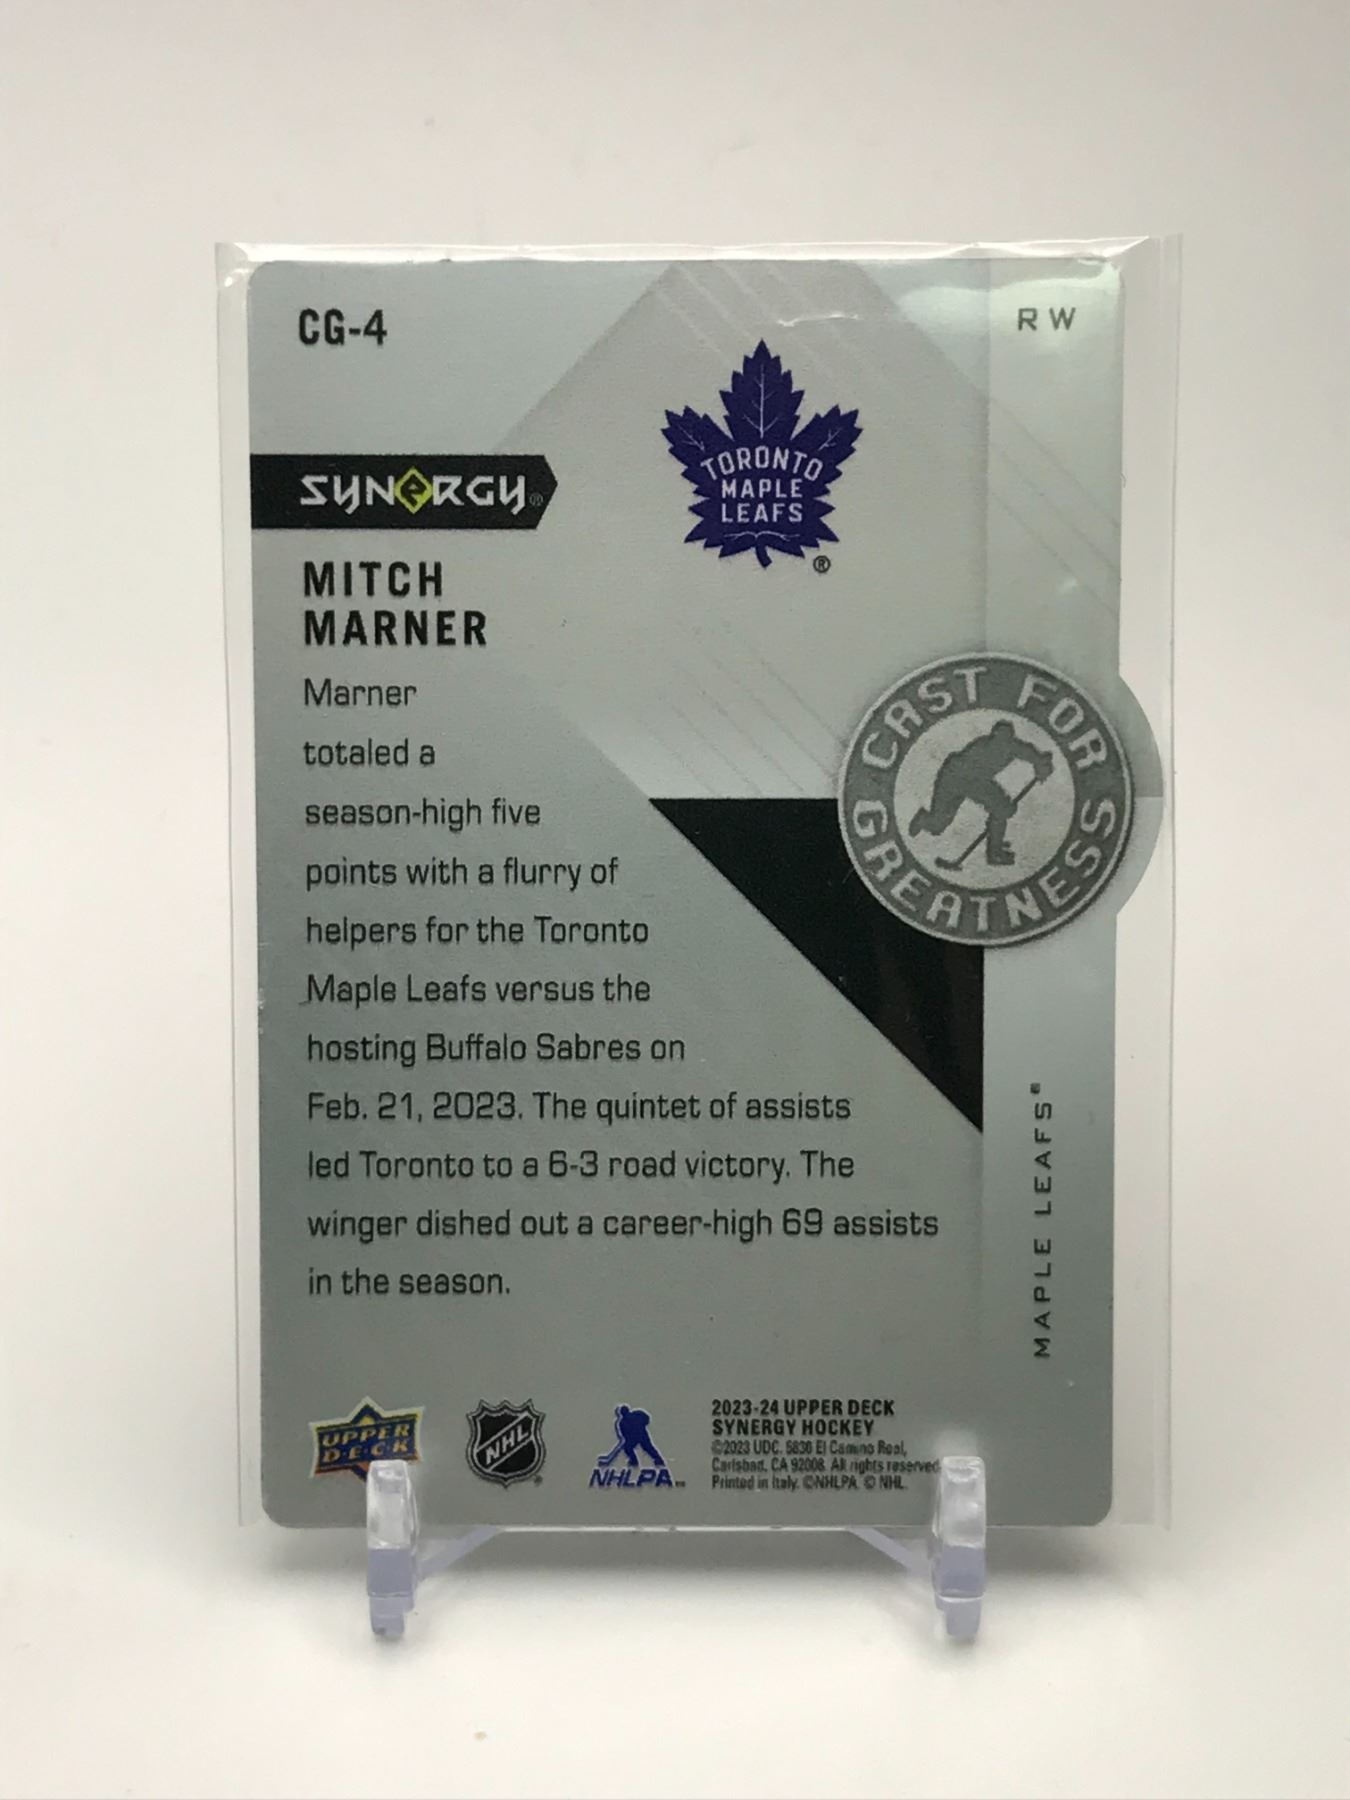 CG-4
RW
TORONTO
MAPLE
LEAFS
®
SYNERGY®
MITCH
MARNER
Marner
totaled a
season-high five
points with a flurry of
helpers for the Toronto
Maple Leafs versus the
hosting Buffalo Sabres on
Feb. 21, 2023. The quintet of assists
led Toronto to a 6-3 road victory. The
winger dished out a career-high 69 assists
in the season.
CAST FOR
GREATNESS
MAPLE LEAFS®
UPPER
D·E·C·K
NHL®
NHLPA™
2023-24 UPPER DECK
SYNERGY HOCKEY
©2023 UDC. 5830 El Camino Real,
Carlsbad, CA 92008. All rights reserved.
Printed in Italy. ©NHLPA. © NHL.